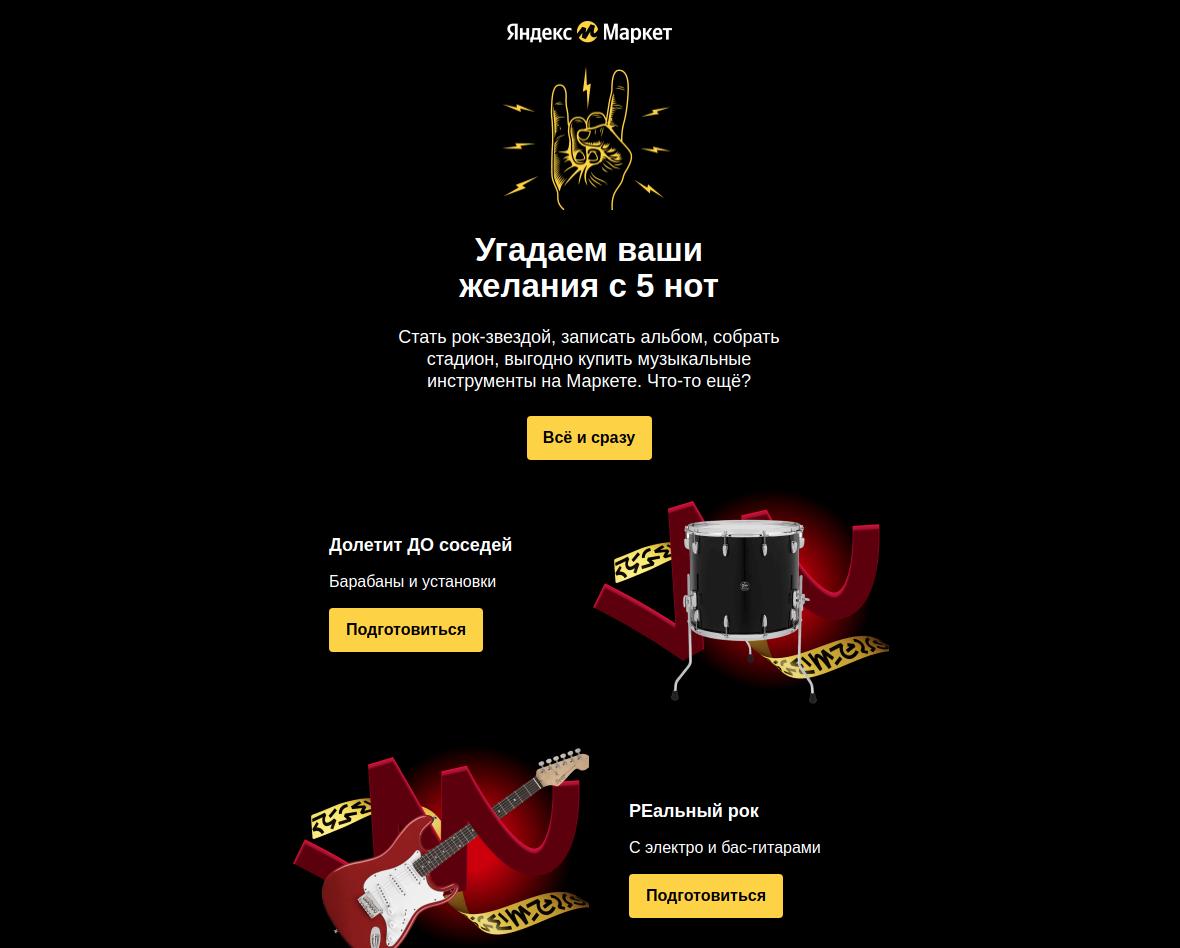 Яндекс Маркет
Угадаем ваши
желания с 5 нот
Стать рок-звездой, записать альбом, собрать
стадион, выгодно купить музыкальные
инструменты на Маркете. Что-то ещё?
Всё и сразу
Долетит ДО соседей
Барабаны и установки
Подготовиться
РЕальный рок
С электро и бас-гитарами
Подготовиться